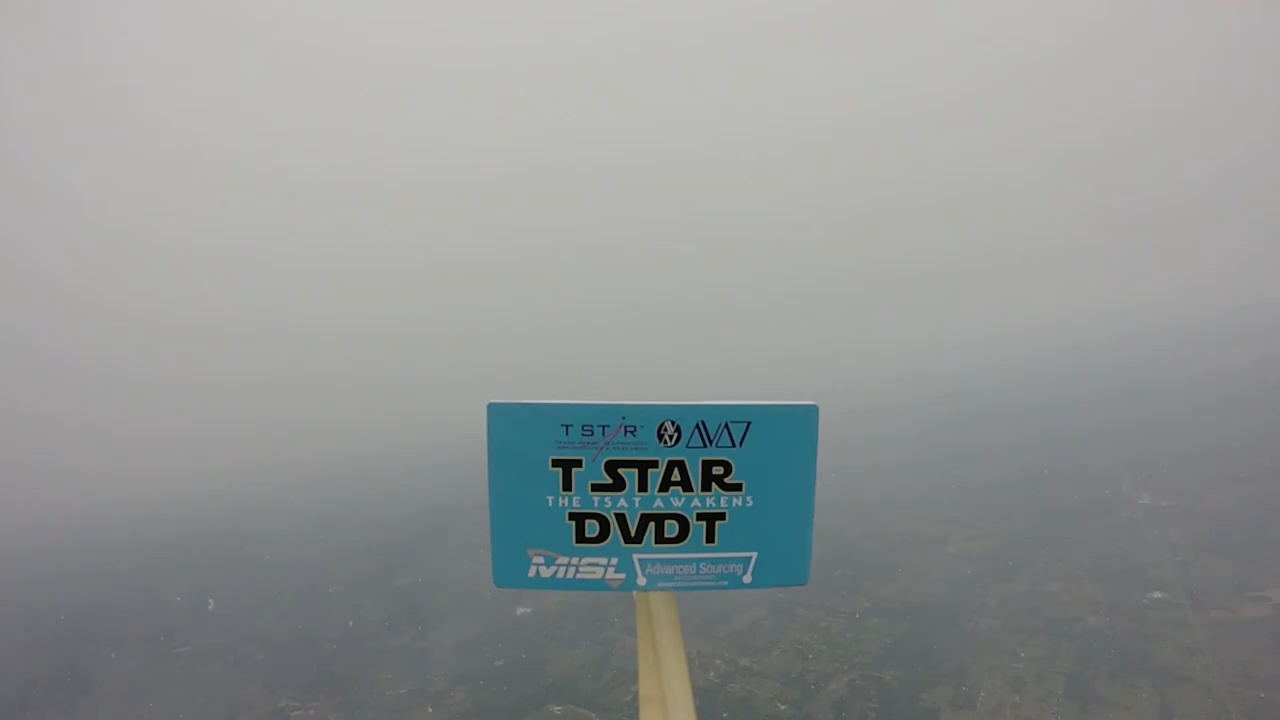 T STAR AVA7
T STAR
THE TSAT AWAKENS
DVDT
MISL Advanced Sourcing